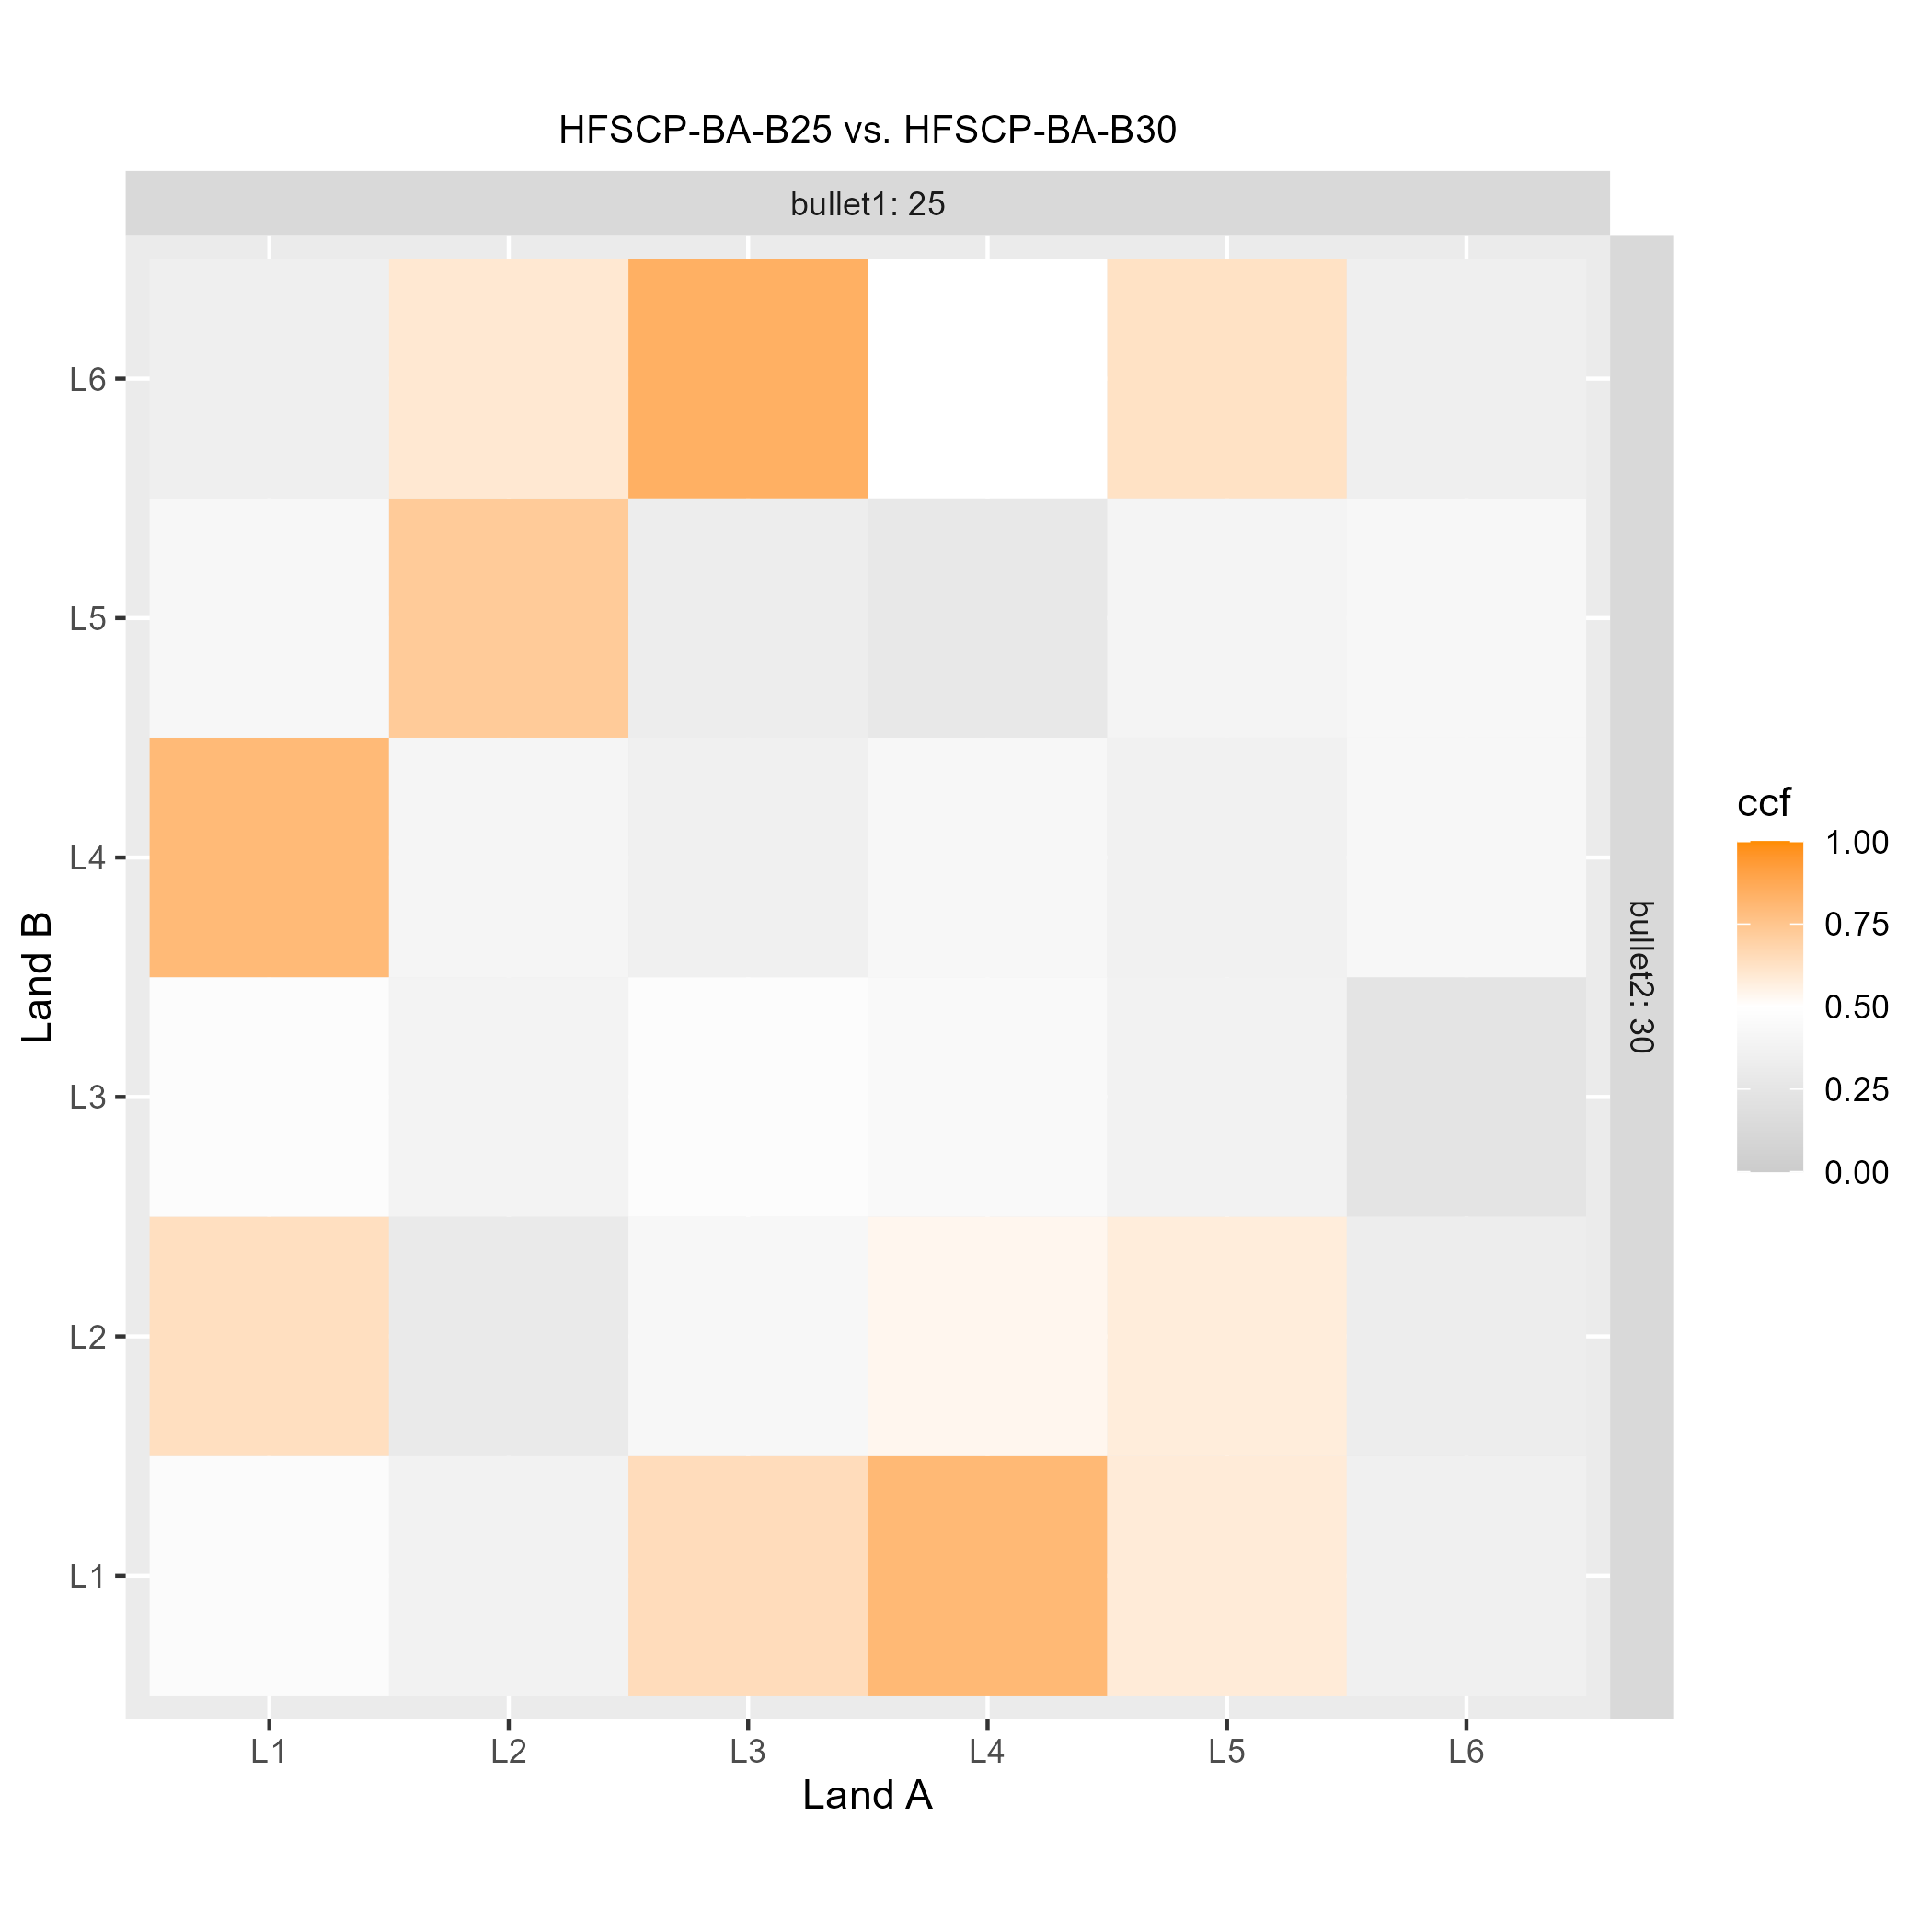 HFSCP-BA-B25 vs. HFSCP-BA-B30
bullet1: 25
L6
L5
L4
L3
L2
L1
Land B
bullet2: 30
ccf
1.00
0.75
0.50
0.25
0.00
L1 L2 L3 L4 L5 L6
Land A